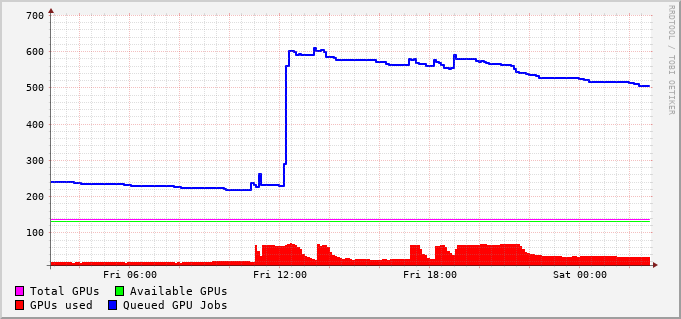 700
600
500
400
300
200
100
Fri 06:00 Fri 12:00 Fri 18:00 Sat 00:00
Total GPUs Available GPUs
GPUs used Queued GPU Jobs
RRDTOOL / TOBI OETIKER